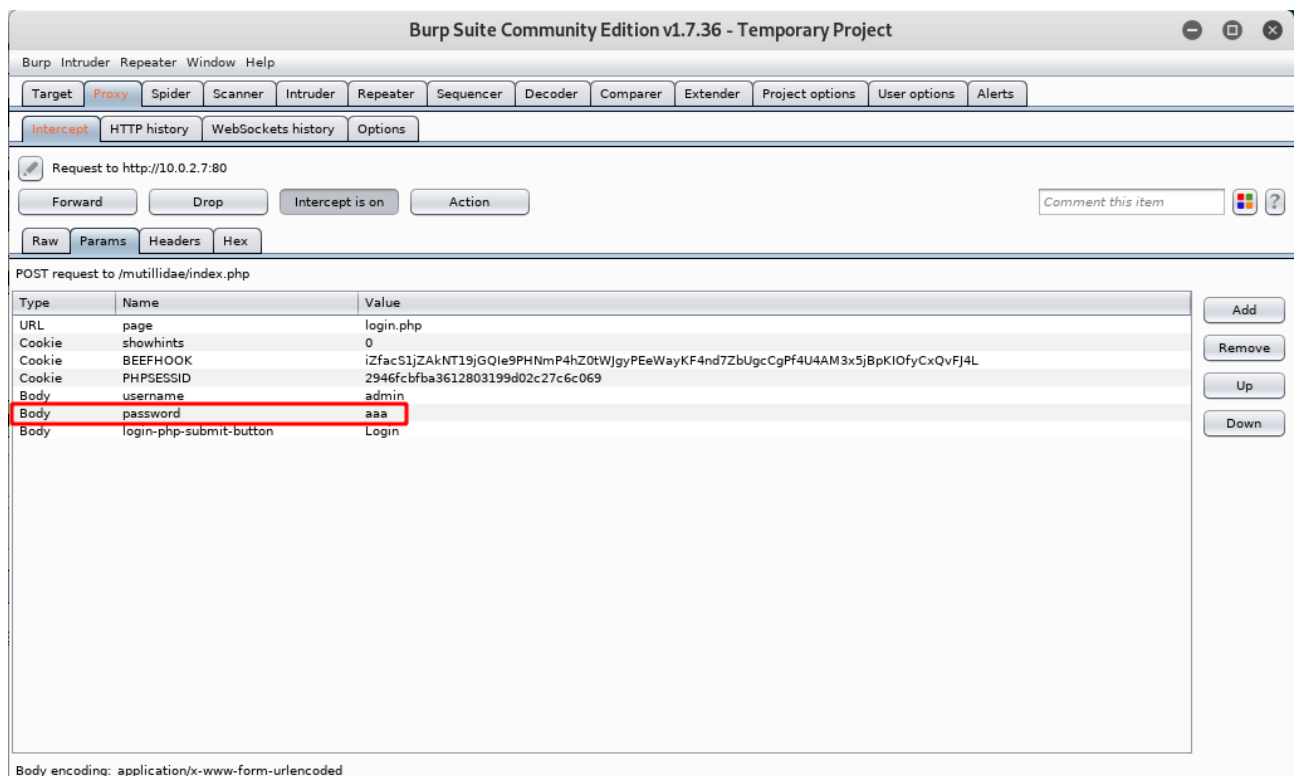 Burp Suite Community Edition v1.7.36 - Temporary Project
Burp Intruder Repeater Window Help
Target Proxy Spider Scanner Intruder Repeater Sequencer Decoder Comparer Extender Project options User options Alerts
Intercept HTTP history WebSockets history Options
Request to http://10.0.2.7:80
Forward Drop Intercept is on Action Comment this item ?
Raw Params Headers Hex
POST request to /mutillidae/index.php
Type Name Value
URL page login.php
Cookie showhints 0
Cookie BEEFHOOK iZfacS1jZAkNT19jGQIe9PHNmP4hZ0tWJgyPEeWayKF4nd7ZbUgcCgPf4U4AM3x5jBpKIOfyCxQvFJ4L
Cookie PHPSESSID 2946fcbfba3612803199d02c27c6c069
Body username admin
Body password aaa
Body login-php-submit-button Login
Add
Remove
Up
Down
Body encoding: application/x-www-form-urlencoded